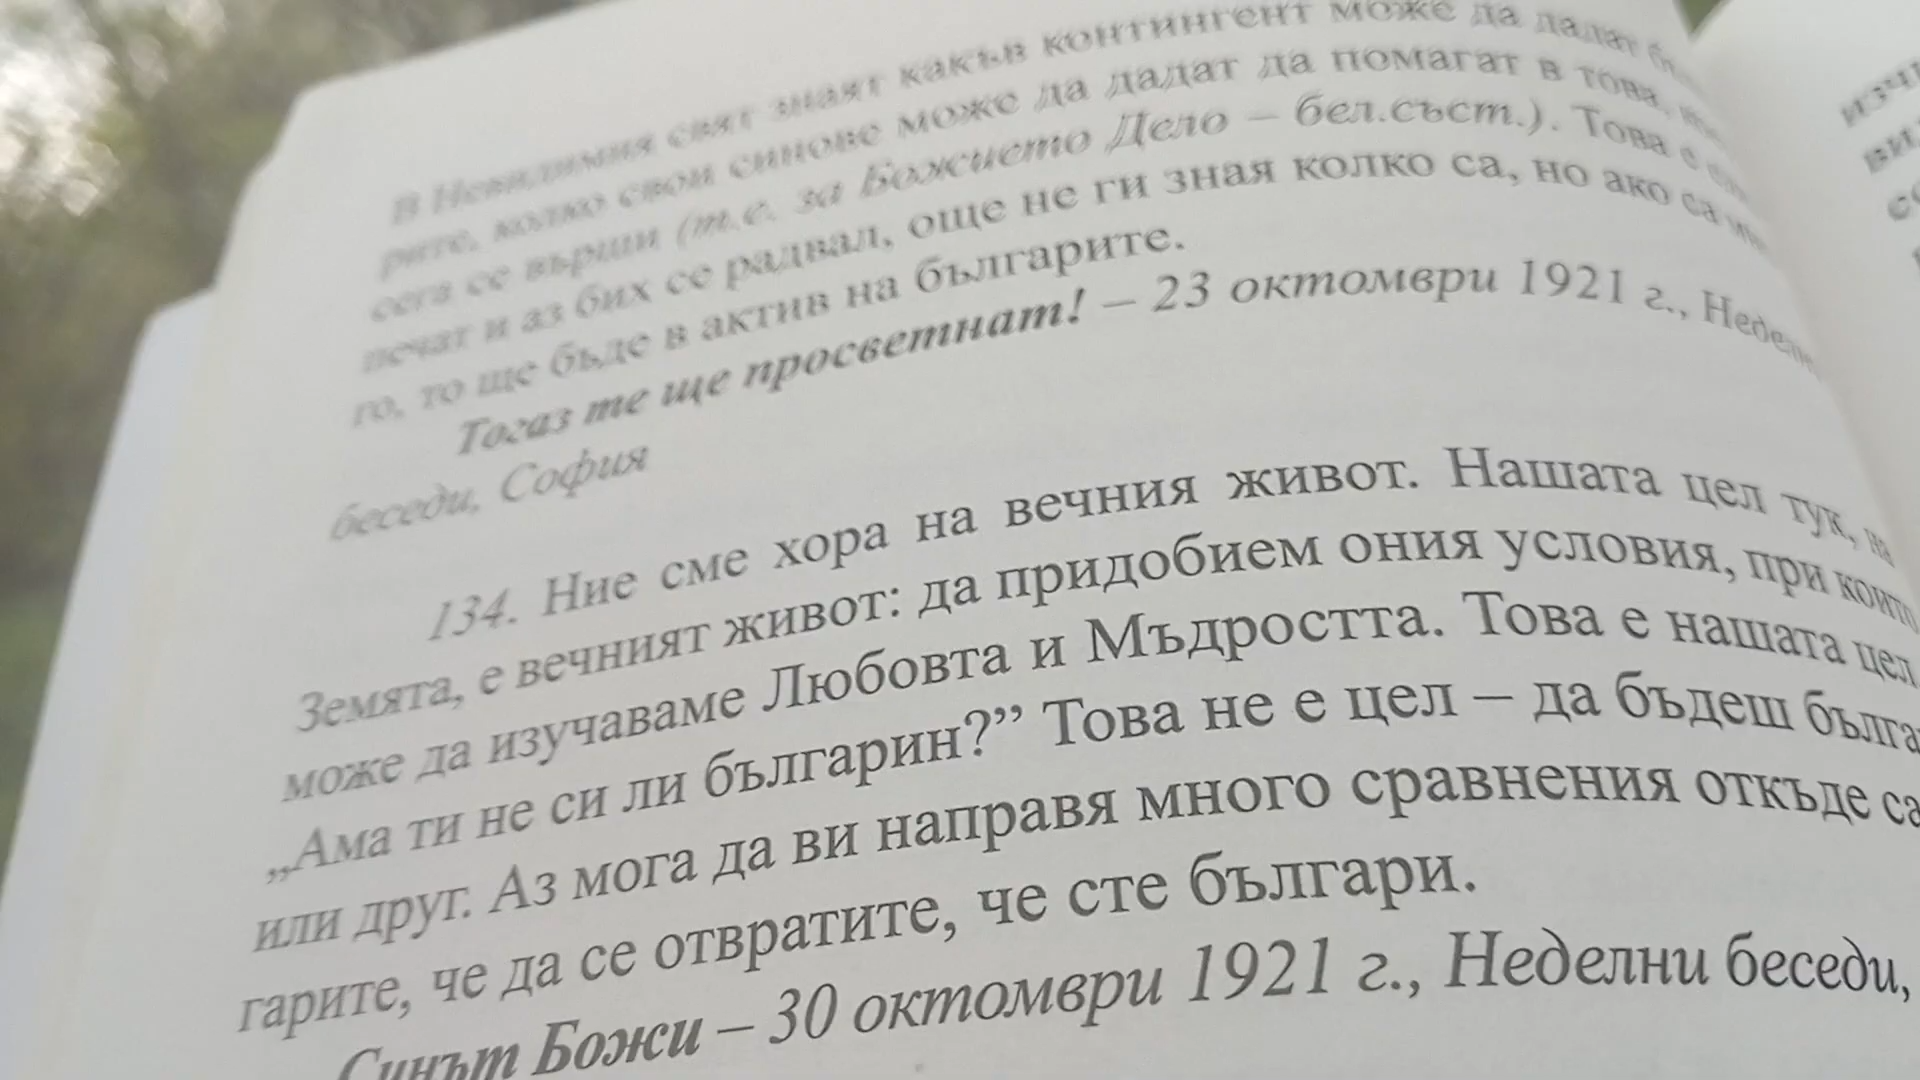 В Невидимия свят знаят какъв контингент може да дадат
рите, колко свои синове може да дадат да помагат в това,
сега се върши (т.е. за Божието Дело – бел.съст.). Това е
печат и аз бих се радвал, още не ги зная колко са, но ако са
го, то ще бъде в актив на българите.
Тогаз те ще просветнат! – 23 октомври 1921 г.,
беседи, София
134. Ние сме хора на вечния живот. Нашата цел тук, на
Земята, е вечният живот: да придобием ония условия, при които
може да изучаваме Любовта и Мъдростта. Това е нашата цел.
„Ама ти не си ли българин?” Това не е цел – да бъдеш
или друг. Аз мога да ви направя много сравнения откъде са
гарите, че да се отвратите, че сте българи.
Синът Божи – 30 октомври 1921 г., Неделни беседи,